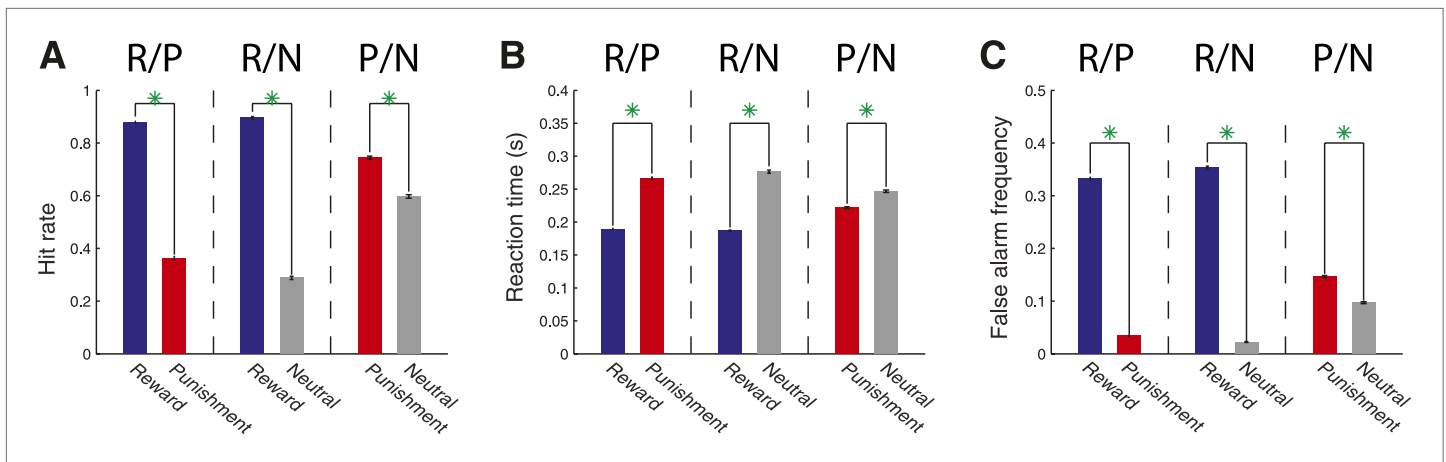 A
R/P
R/N
P/N
Hit rate
1
0.8
0.6
0.4
0.2
0
*
*
*
Reward
Punishment
Reward
Neutral
Punishment
Neutral
B
R/P
R/N
P/N
Reaction time (s)
0.4
0.35
0.3
0.25
0.2
0.15
0.1
0.05
0
*
*
*
Reward
Punishment
Reward
Neutral
Punishment
Neutral
C
R/P
R/N
P/N
False alarm frequency
0.5
0.4
0.3
0.2
0.1
0
*
*
*
Reward
Punishment
Reward
Neutral
Punishment
Neutral